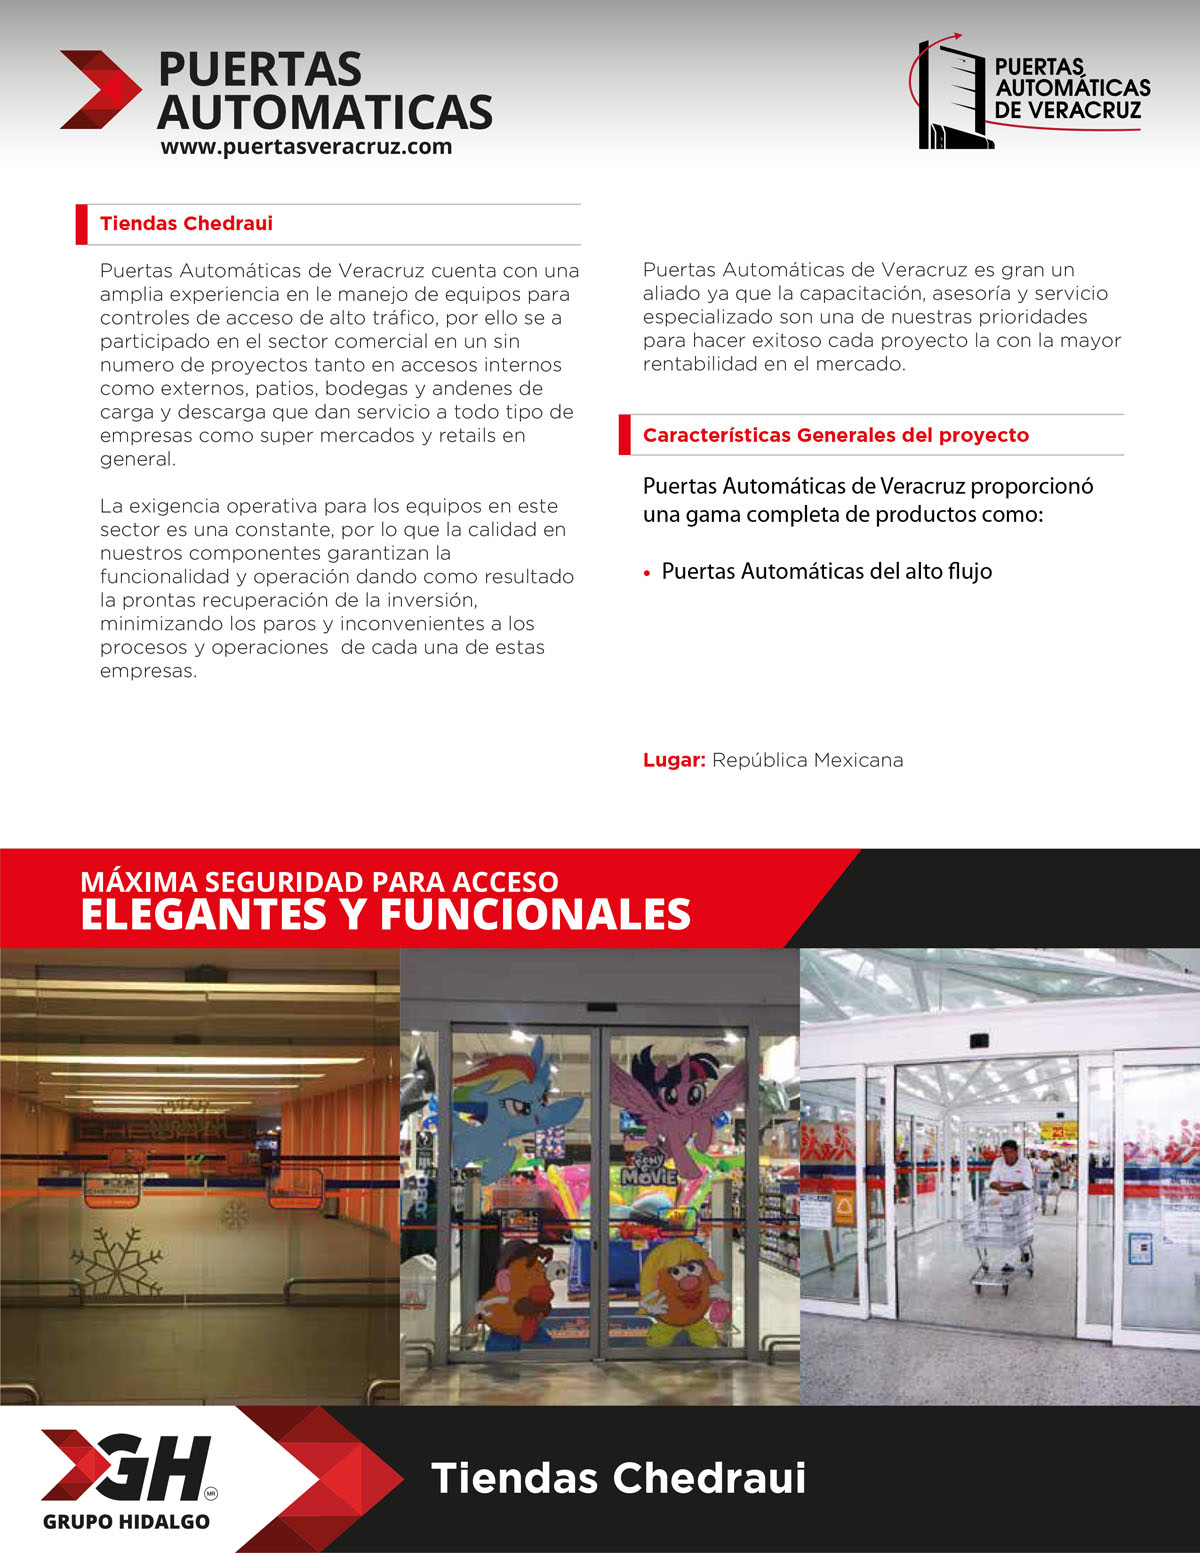 PUERTAS
AUTOMATICAS
www.puertasveracruz.com
PUERTAS
AUTOMÁTICAS
DE VERACRUZ
Tiendas Chedraui
Puertas Automáticas de Veracruz cuenta con una
amplia experiencia en le manejo de equipos para
controles de acceso de alto tráfico, por ello se a
participado en el sector comercial en un sin
numero de proyectos tanto en accesos internos
como externos, patios, bodegas y andenes de
carga y descarga que dan servicio a todo tipo de
empresas como super mercados y retails en
general.
La exigencia operativa para los equipos en este
sector es una constante, por lo que la calidad en
nuestros componentes garantizan la
funcionalidad y operación dando como resultado
la prontas recuperación de la inversión,
minimizando los paros y inconvenientes a los
procesos y operaciones  de cada una de estas
empresas.
Puertas Automáticas de Veracruz es gran un
aliado ya que la capacitación, asesoría y servicio
especializado son una de nuestras prioridades
para hacer exitoso cada proyecto la con la mayor
rentabilidad en el mercado.
Características Generales del proyecto
Puertas Automáticas de Veracruz proporcionó
una gama completa de productos como:
• Puertas Automáticas del alto flujo
Lugar: República Mexicana
MÁXIMA SEGURIDAD PARA ACCESO
ELEGANTES Y FUNCIONALES
MY LITTLE PONY
MOVIE
GH
MR
GRUPO HIDALGO
Tiendas Chedraui